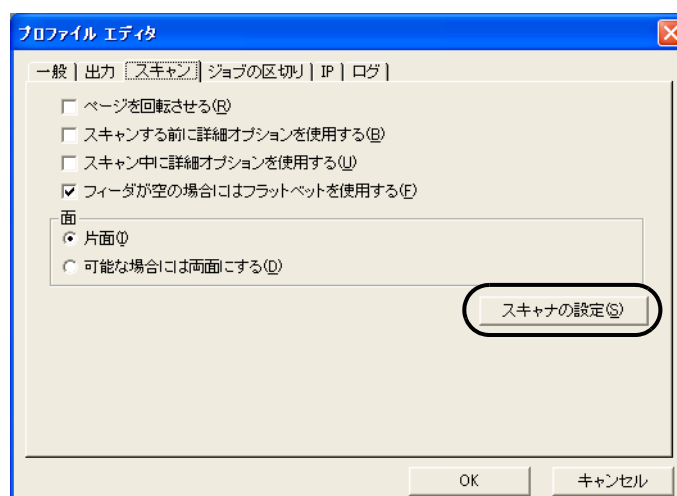 プロファイル エディタ
一般 出力 スキャン ジョブの区切り IP ログ
ページを回転させる(R)
スキャンする前に詳細オプションを使用する(B)
スキャン中に詳細オプションを使用する(U)
フィーダが空の場合にはフラットベットを使用する(F)
面
片面(I)
可能な場合には両面にする(D)
スキャナの設定(S)
OK キャンセル